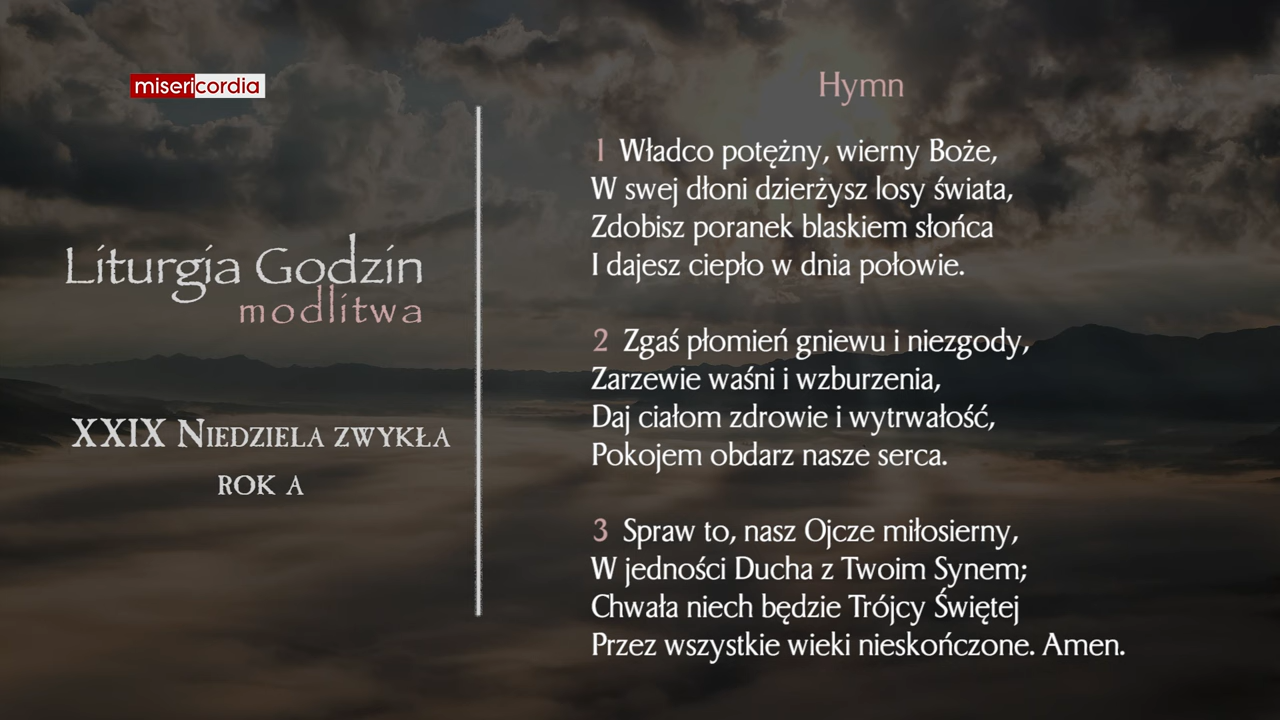 misericordia
Liturgia Godzin
modlitwa
XXIX Niedziela zwykła
rok A
Hymn
1 Władco potężny, wierny Boże,
W swej dłoni dzierżysz losy świata,
Zdobisz poranek blaskiem słońca
I dajesz ciepło w dnia połowie.
2 Zgaś płomień gniewu i niezgody,
Zarzewie waśni i wzburzenia,
Daj ciałom zdrowie i wytrwałość,
Pokojem obdarz nasze serca.
3 Spraw to, nasz Ojcze miłosierny,
W jedności Ducha z Twoim Synem;
Chwała niech będzie Trójcy Świętej
Przez wszystkie wieki nieskończone. Amen.